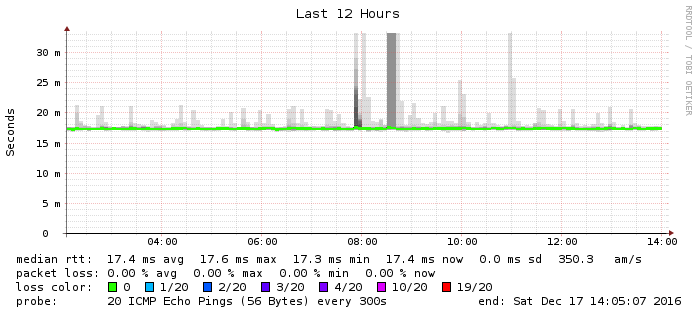 Last 12 Hours
RRDTOOL / TOBI OETIKER
Seconds
30 m
25 m
20 m
15 m
10 m
5 m
0
04:00 06:00 08:00 10:00 12:00 14:00
median rtt: 17.4 ms avg 17.6 ms max 17.3 ms min 17.4 ms now 0.0 ms sd 350.3 am/s
packet loss: 0.00 % avg 0.00 % max 0.00 % min 0.00 % now
loss color: 0 1/20 2/20 3/20 4/20 10/20 19/20
probe: 20 ICMP Echo Pings (56 Bytes) every 300s end: Sat Dec 17 14:05:07 2016